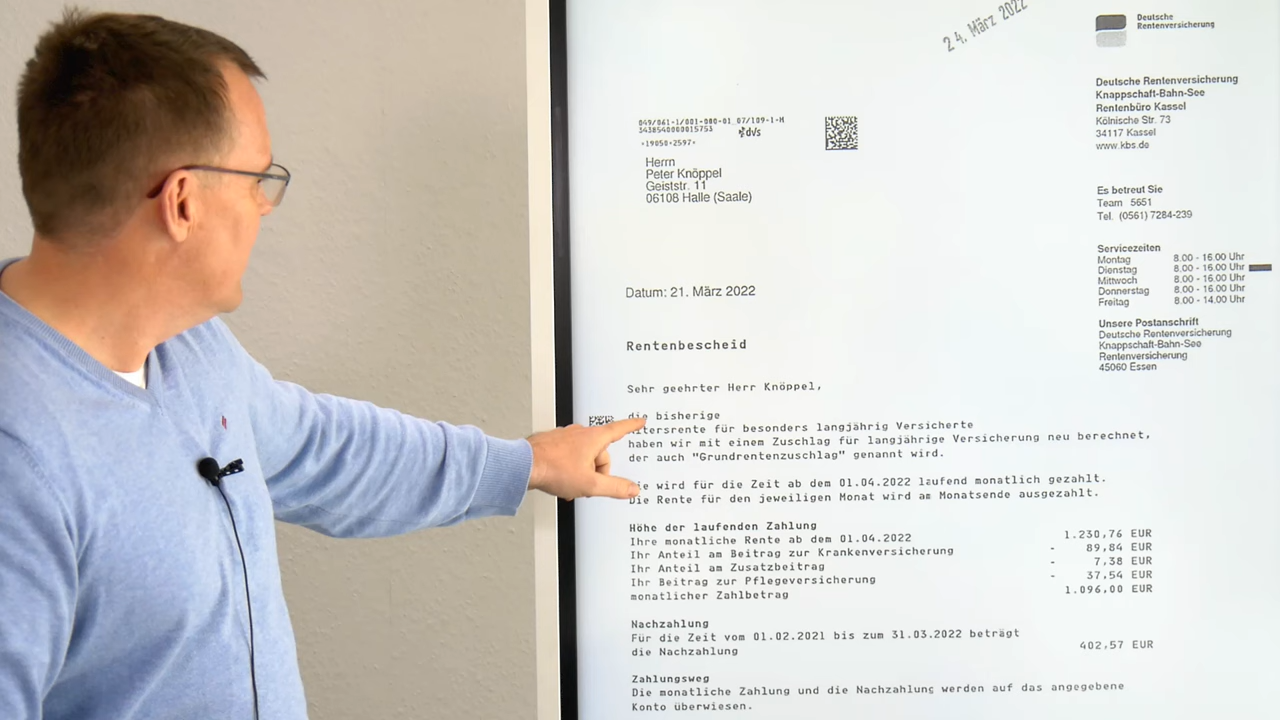 24. März 2022
Deutsche
Rentenversicherung
Deutsche Rentenversicherung
Knappschaft-Bahn-See
Rentenbüro Kassel
Kölnische Str. 73
34117 Kassel
www.kbs.de
049/061-1/001-080-01 07/109-1-M
3438540000015753 dvs
*19050*2597*
Herrn
Peter Knöppel
Geiststr. 11
06108 Halle (Saale)
Es betreut Sie
Team 5651
Tel. (0561) 7284-239
Servicezeiten
Montag 8.00 - 16.00 Uhr
Dienstag 8.00 - 16.00 Uhr
Mittwoch 8.00 - 16.00 Uhr
Donnerstag 8.00 - 16.00 Uhr
Freitag 8.00 - 14.00 Uhr
Unsere Postanschrift
Deutsche Rentenversicherung
Knappschaft-Bahn-See
Rentenversicherung
45060 Essen
Datum: 21. März 2022
Rentenbescheid
Sehr geehrter Herr Knöppel,
die bisherige
Altersrente für besonders langjährig Versicherte
haben wir mit einem Zuschlag für langjährige Versicherung neu berechnet,
der auch "Grundrentenzuschlag" genannt wird.
Sie wird für die Zeit ab dem 01.04.2022 laufend monatlich gezahlt.
Die Rente für den jeweiligen Monat wird am Monatsende ausgezahlt.
Höhe der laufenden Zahlung
Ihre monatliche Rente ab dem 01.04.2022 1.230,76 EUR
Ihr Anteil am Beitrag zur Krankenversicherung - 89,84 EUR
Ihr Anteil am Zusatzbeitrag - 7,38 EUR
Ihr Beitrag zur Pflegeversicherung - 37,54 EUR
monatlicher Zahlbetrag 1.096,00 EUR
Nachzahlung
Für die Zeit vom 01.02.2021 bis zum 31.03.2022 beträgt
die Nachzahlung 402,57 EUR
Zahlungsweg
Die monatliche Zahlung und die Nachzahlung werden auf das angegebene
Konto überwiesen.